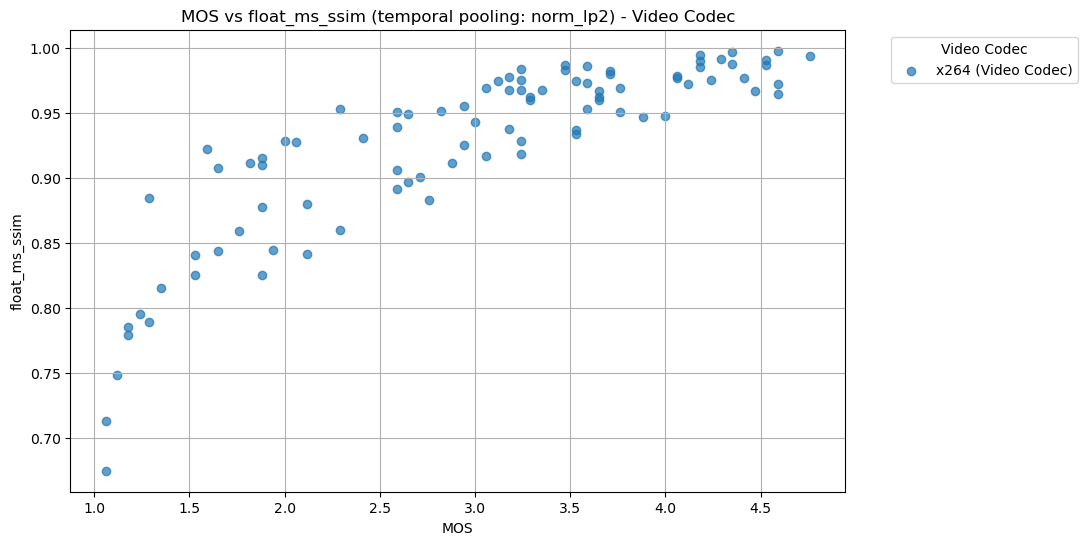 MOS vs float_ms_ssim (temporal pooling: norm_lp2) - Video Codec
Video Codec
x264 (Video Codec)
float_ms_ssim
1.00
0.95
0.90
0.85
0.80
0.75
0.70
1.0 1.5 2.0 2.5 3.0 3.5 4.0 4.5
MOS